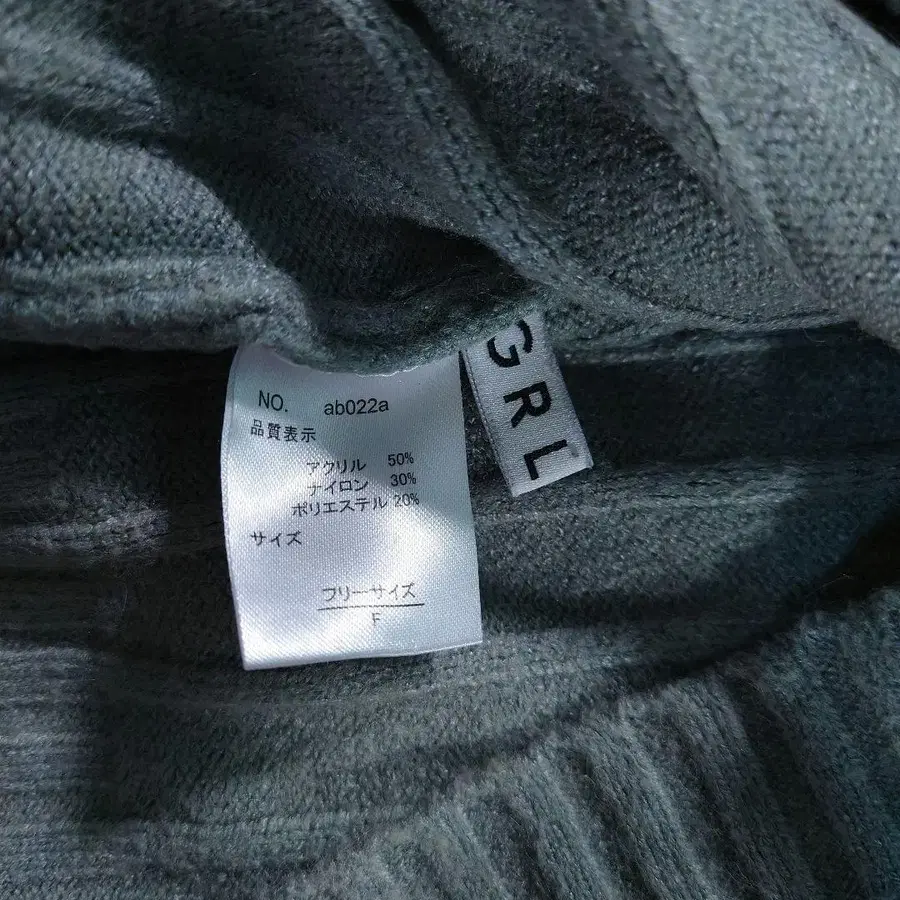 NO. ab022a
品質表示
アクリル 50%
ナイロン 30%
ポリエステル 20%
サイズ
フリーサイズ
F
GRL